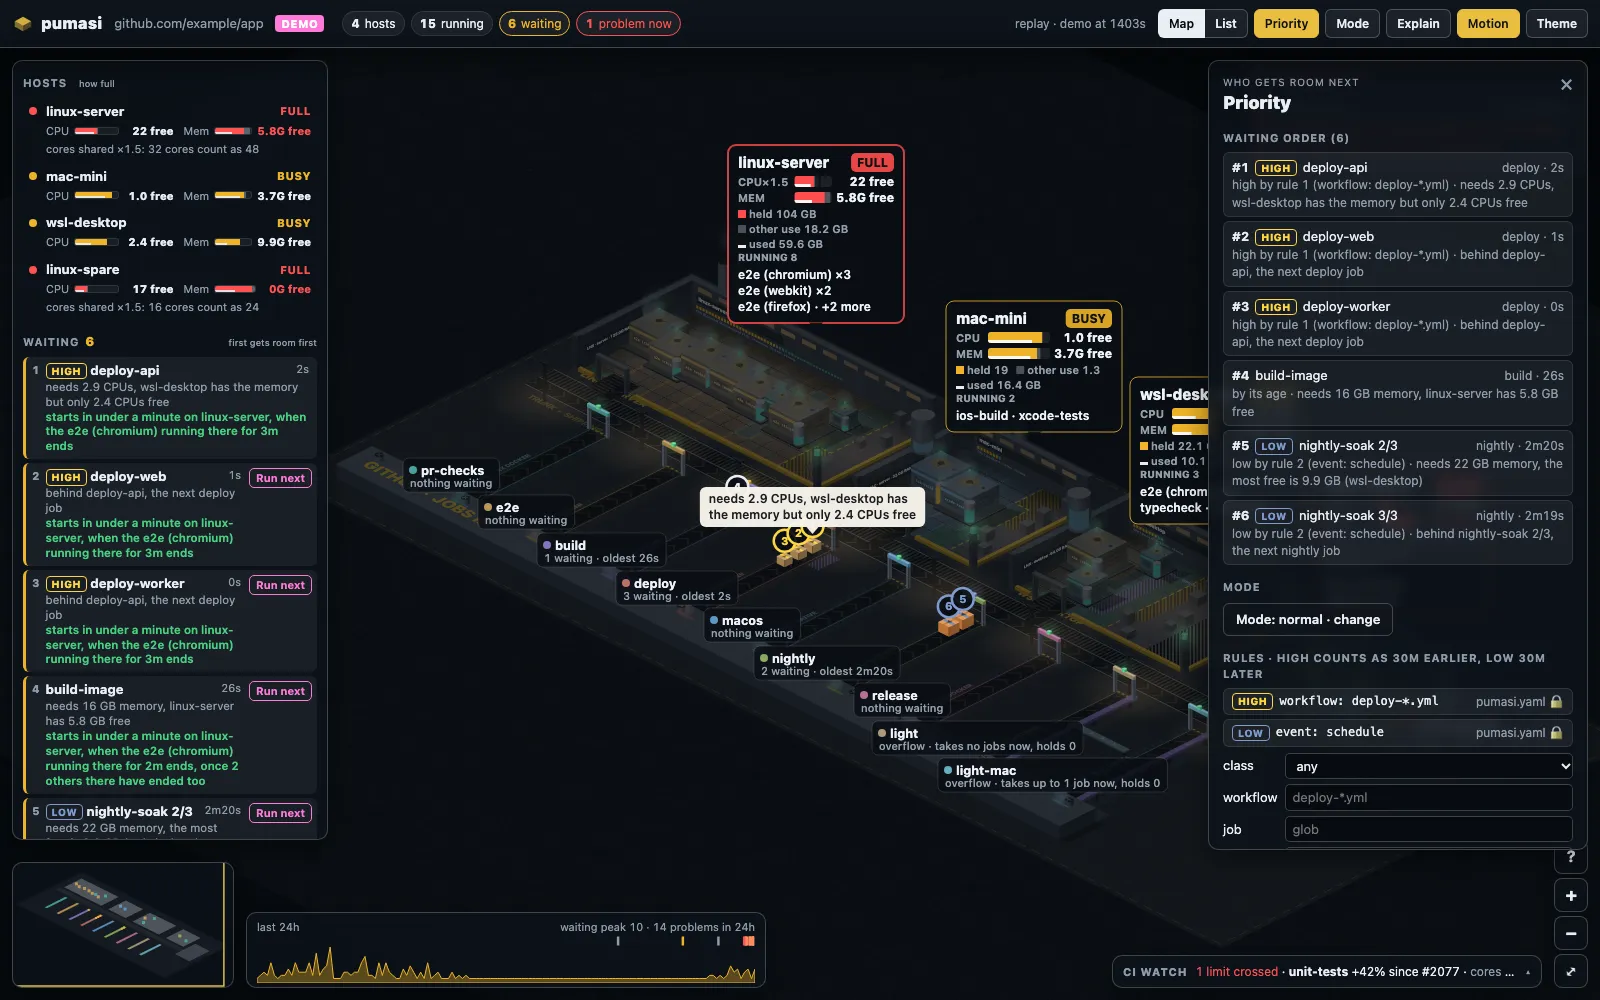 pumasi github.com/example/app DEMO 4 hosts 15 running 6 waiting 1 problem now replay · demo at 1403s Map List Priority Mode Explain Motion Theme
HOSTS how full
linux-server FULL
CPU 22 free Mem 5.8G free
cores shared ×1.5: 32 cores count as 48
mac-mini BUSY
CPU 1.0 free Mem 3.7G free
wsl-desktop BUSY
CPU 2.4 free Mem 9.9G free
linux-spare FULL
CPU 17 free Mem 0G free
cores shared ×1.5: 16 cores count as 24
WAITING 6 first gets room first
1 HIGH deploy-api 2s
needs 2.9 CPUs, wsl-desktop has the memory
but only 2.4 CPUs free
starts in under a minute on linux-server, when
the e2e (chromium) running there for 3m
ends
2 HIGH deploy-web 1s Run next
behind deploy-api, the next deploy
job
starts in under a minute on linux-
server, when the e2e (chromium)
running there for 3m ends
3 HIGH deploy-worker 0s Run next
behind deploy-api, the next deploy
job
starts in under a minute on linux-
server, when the e2e (chromium)
running there for 3m ends
4 build-image 26s Run next
needs 16 GB memory, linux-server
has 5.8 GB free
starts in under a minute on linux-
server, when the e2e (chromium)
running there for 2m ends, once 2
others there have ended too
5 LOW nightly-soak 2/3 2m20s Run next
needs 22 GB memory, the most
linux-server FULL
CPU×1.5 22 free
MEM 5.8G free
held 104 GB
other use 18.2 GB
used 59.6 GB
RUNNING 8
e2e (chromium) ×3
e2e (webkit) ×2
e2e (firefox) · +2 more
mac-mini BUSY
CPU 1.0 free
MEM 3.7G free
held 19 other use 1.3
used 16.4 GB
RUNNING 2
ios-build · xcode-tests
wsl-desk
CPU
MEM
held 22.1
used 10.1
RUNNING 3
e2e (chrom
typecheck ·
needs 2.9 CPUs, wsl-desktop has
the memory but only 2.4 CPUs free
3 2
6 5
pr-checks
nothing waiting
e2e
nothing waiting
build
1 waiting · oldest 26s
deploy
3 waiting · oldest 2s
macos
nothing waiting
nightly
2 waiting · oldest 2m20s
release
nothing waiting
light
overflow · takes no jobs now, holds 0
light-mac
overflow · takes up to 1 job now, holds 0
WHO GETS ROOM NEXT
Priority
WAITING ORDER (6)
#1 HIGH deploy-api deploy · 2s
high by rule 1 (workflow: deploy-*.yml) · needs 2.9 CPUs,
wsl-desktop has the memory but only 2.4 CPUs free
#2 HIGH deploy-web deploy · 1s
high by rule 1 (workflow: deploy-*.yml) · behind deploy-
api, the next deploy job
#3 HIGH deploy-worker deploy · 0s
high by rule 1 (workflow: deploy-*.yml) · behind deploy-
api, the next deploy job
#4 build-image build · 26s
by its age · needs 16 GB memory, linux-server has 5.8 GB
free
#5 LOW nightly-soak 2/3 nightly · 2m20s
low by rule 2 (event: schedule) · needs 22 GB memory, the
most free is 9.9 GB (wsl-desktop)
#6 LOW nightly-soak 3/3 nightly · 2m19s
low by rule 2 (event: schedule) · behind nightly-soak 2/3,
the next nightly job
MODE
Mode: normal · change
RULES · HIGH COUNTS AS 30M EARLIER, LOW 30M
LATER
HIGH workflow: deploy-*.yml pumasi.yaml
LOW event: schedule pumasi.yaml
class any
workflow deploy-*.yml
job glob
?
+
−
last 24h waiting peak 10 · 14 problems in 24h
CI WATCH 1 limit crossed · unit-tests +42% since #2077 · cores ...